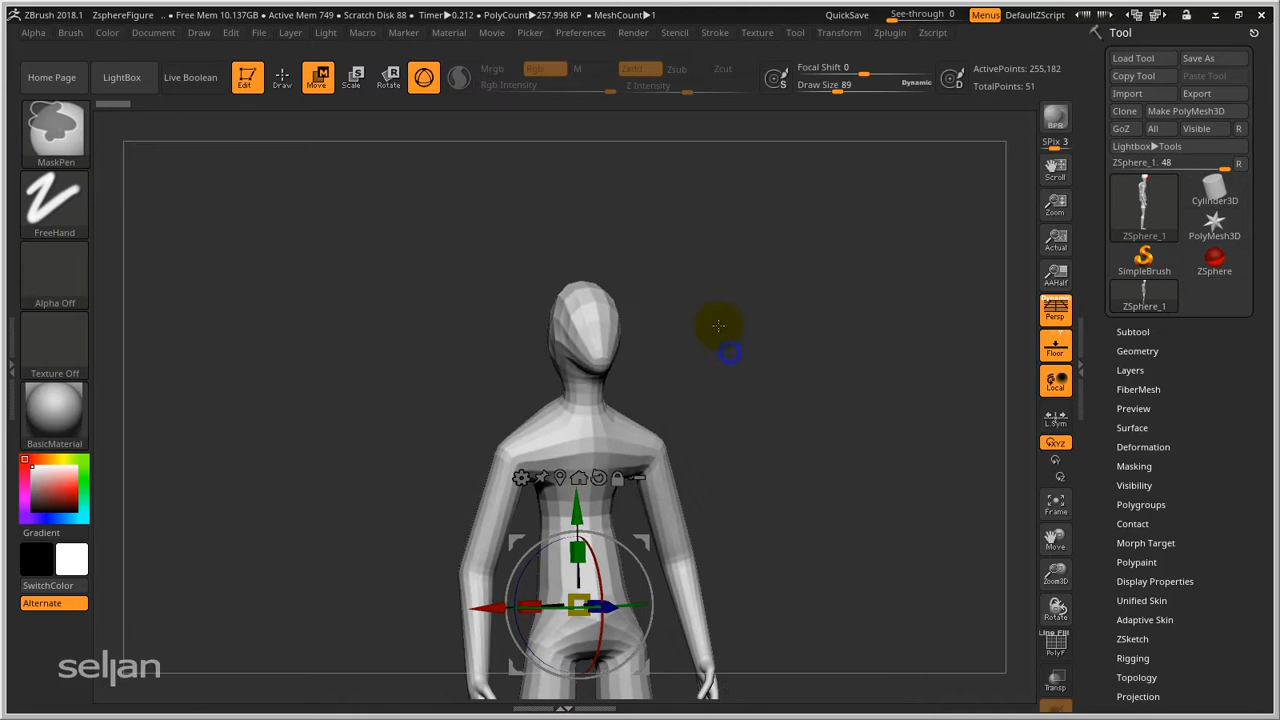 ZBrush 2018.1 ZsphereFigure .. Free Mem 10.137GB • Active Mem 749 • Scratch Disk 88 • Timer▶0.212 • PolyCount▶257.998 KP • MeshCount▶1 QuickSave See-through 0 Menus DefaultZScript
Alpha Brush Color Document Draw Edit File Layer Light Macro Marker Material Movie Picker Preferences Render Stencil Stroke Texture Tool Transform Zplugin Zscript
Home Page LightBox Live Boolean Edit Draw Move Scale Rotate
Mrgb Rgb M Zadd Zsub Zcut
Rgb Intensity Z Intensity
S Focal Shift 0
Draw Size 89 Dynamic
D ActivePoints: 255,182
TotalPoints: 51
MaskPen
FreeHand
Alpha Off
Texture Off
BasicMaterial
Gradient
SwitchColor
Alternate
seljan
BPR
SPix 3
Scroll
Zoom
Actual
AAHalf
Dynamic
Persp
Floor
Local
L.Sym
XYZ
Frame
Move
Zoom3D
Rotate
Line Fill
PolyF
Transp
Tool
Load Tool Save As
Copy Tool Paste Tool
Import Export
Clone Make PolyMesh3D
GoZ All Visible R
Lightbox▶Tools
ZSphere_1. 48 R
ZSphere_1 Cylinder3D
PolyMesh3D
SimpleBrush ZSphere
ZSphere_1
Subtool
Geometry
Layers
FiberMesh
Preview
Surface
Deformation
Masking
Visibility
Polygroups
Contact
Morph Target
Polypaint
Display Properties
Unified Skin
Adaptive Skin
ZSketch
Rigging
Topology
Projection